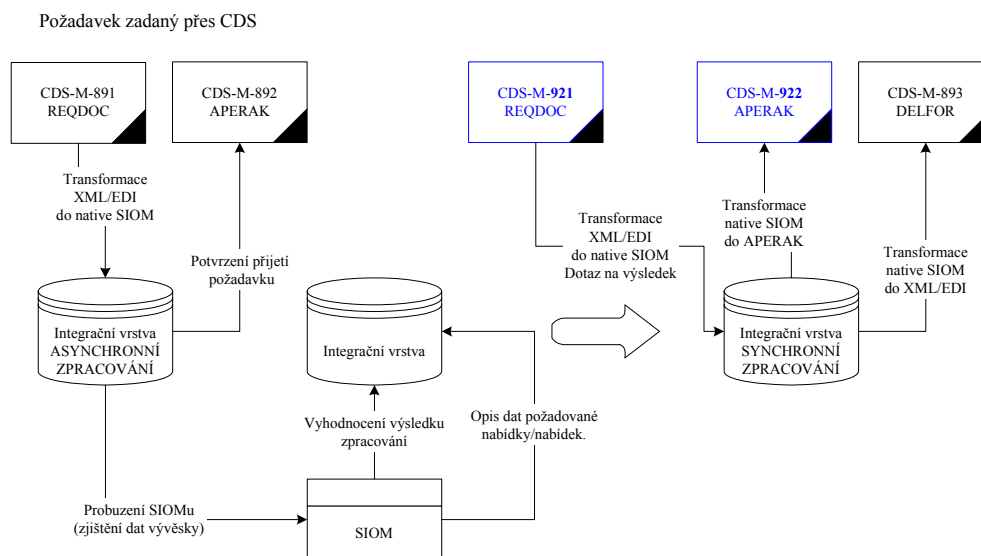 Požadavek zadaný přes CDS
CDS-M-891
REQDOC
CDS-M-892
APERAK
CDS-M-921
REQDOC
CDS-M-922
APERAK
CDS-M-893
DELFOR
Transformace
XML/EDI
do native SIOM
Potvrzení přijetí
požadavku
Transformace
XML/EDI
do native SIOM
Dotaz na výsledek
Transformace
native SIOM
do APERAK
Transformace
native SIOM
do XML/EDI
Integrační vrstva
ASYNCHRONNÍ
ZPRACOVÁNÍ
Integrační vrstva
Integrační vrstva
SYNCHRONNÍ
ZPRACOVÁNÍ
Vyhodnocení výsledku
zpracování
Opis dat požadované
nabídky/nabídek.
Probuzení SIOMu
(zjištění dat vývěsky)
SIOM